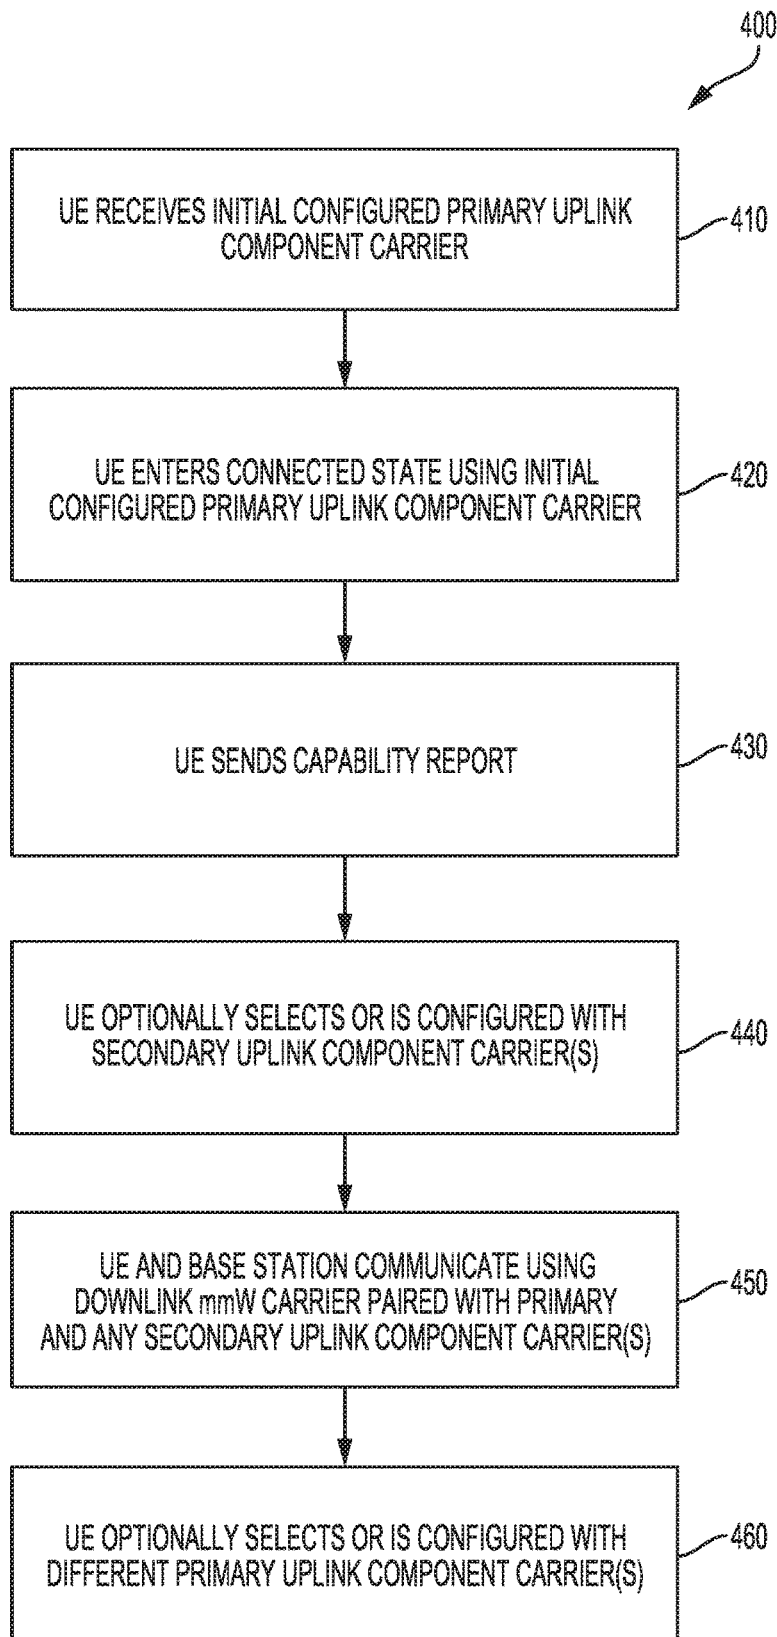 400
UE RECEIVES INITIAL CONFIGURED PRIMARY UPLINK
COMPONENT CARRIER
410
UE ENTERS CONNECTED STATE USING INITIAL
CONFIGURED PRIMARY UPLINK COMPONENT CARRIER
420
UE SENDS CAPABILITY REPORT
430
UE OPTIONALLY SELECTS OR IS CONFIGURED WITH
SECONDARY UPLINK COMPONENT CARRIER(S)
440
UE AND BASE STATION COMMUNICATE USING
DOWNLINK mmW CARRIER PAIRED WITH PRIMARY
AND ANY SECONDARY UPLINK COMPONENT CARRIER(S)
450
UE OPTIONALLY SELECTS OR IS CONFIGURED WITH
DIFFERENT PRIMARY UPLINK COMPONENT CARRIER(S)
460